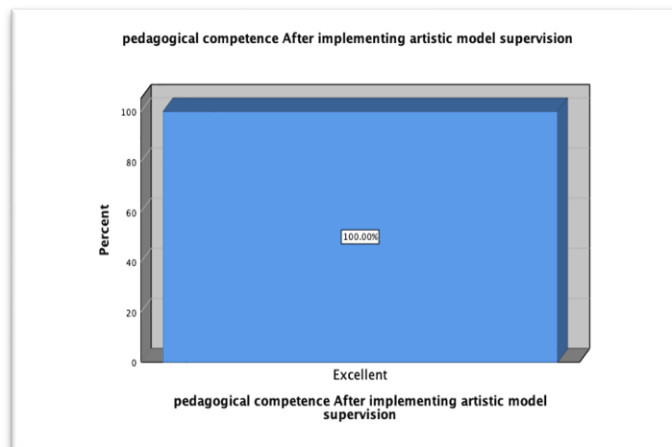 pedagogical competence After implementing artistic model supervision
100
80
60
40
20
0
Percent
100.00%
Excellent
pedagogical competence After implementing artistic model
supervision